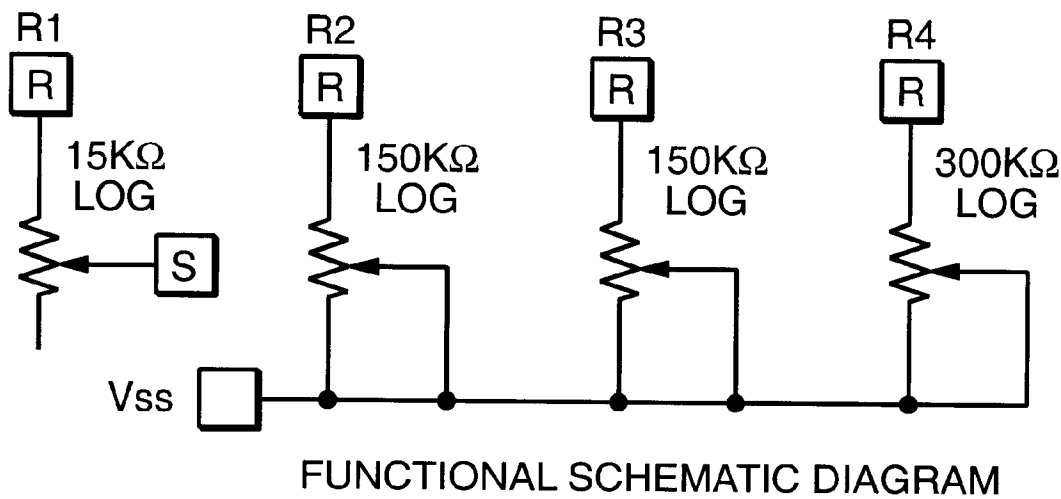 R1
R2
R3
R4
R
R
R
R
15KΩ
LOG
150KΩ
LOG
150KΩ
LOG
300KΩ
LOG
S
Vss
FUNCTIONAL SCHEMATIC DIAGRAM